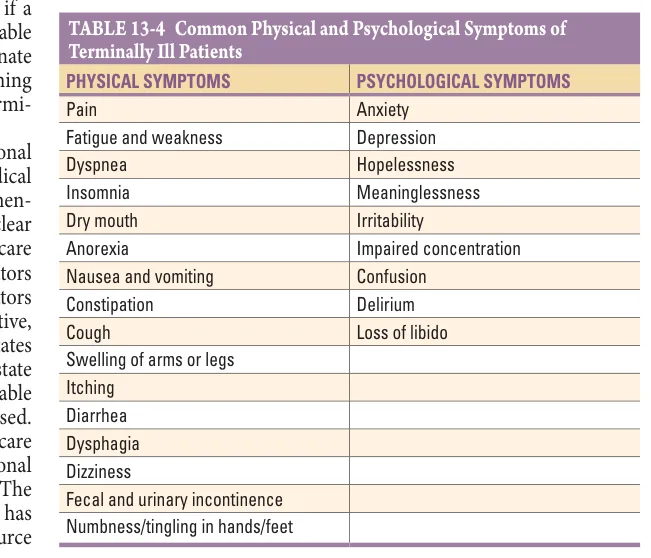 if a
able
nate
ning
rmi-
onal
dical
nen-
clear
care
tors
tors
tive,
ates
state
able
sed.
care
onal
The
has
urce
TABLE 13-4 Common Physical and Psychological Symptoms of
Terminally Ill Patients
PHYSICAL SYMPTOMS PSYCHOLOGICAL SYMPTOMS
Pain Anxiety
Fatigue and weakness Depression
Dyspnea Hopelessness
Insomnia Meaninglessness
Dry mouth Irritability
Anorexia Impaired concentration
Nausea and vomiting Confusion
Constipation Delirium
Cough Loss of libido
Swelling of arms or legs
Itching
Diarrhea
Dysphagia
Dizziness
Fecal and urinary incontinence
Numbness/tingling in hands/feet